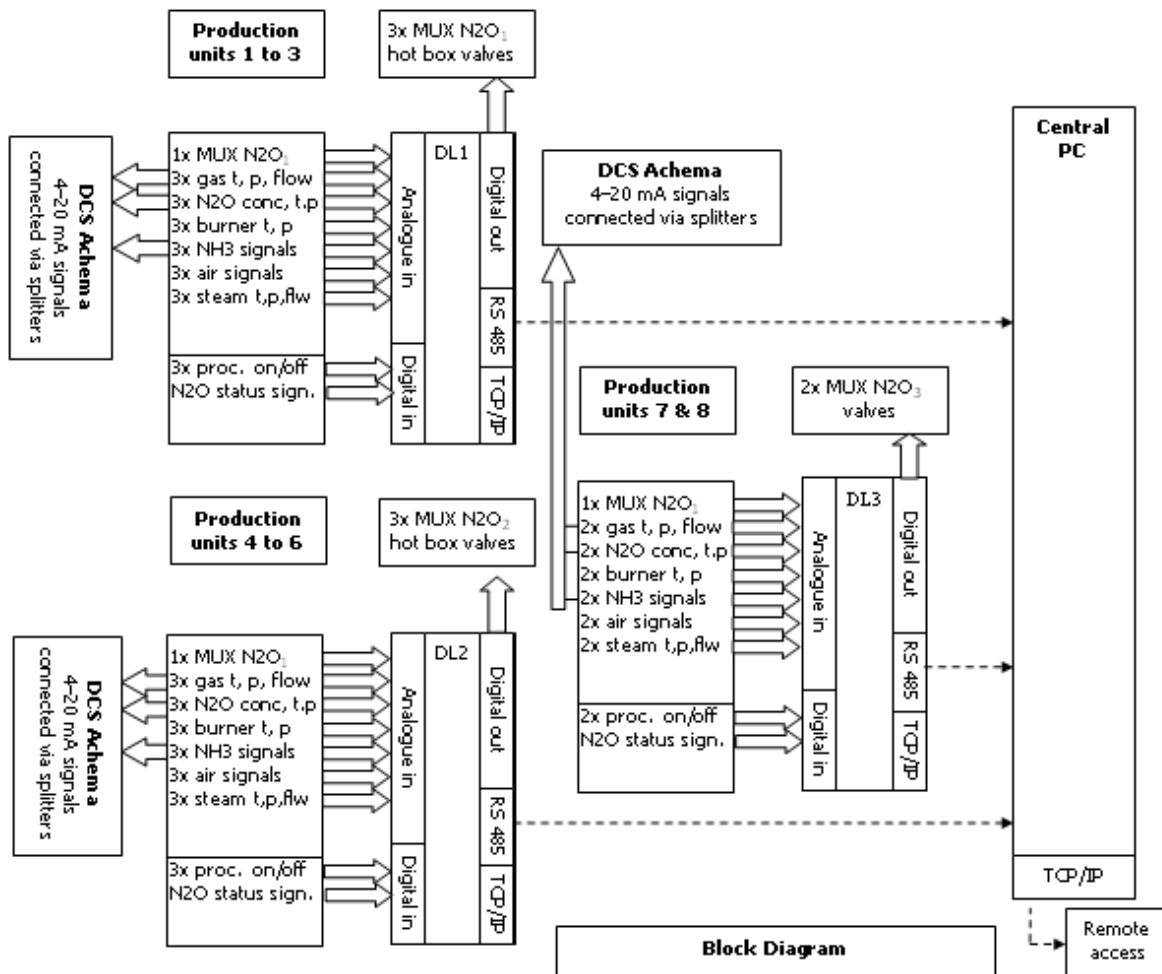 Production
units 1 to 3
3x MUX N2O₁
hot box valves
DCS Achema
4–20 mA signals
connected via splitters
1x MUX N2O₁
3x gas t, p, flow
3x N2O conc, t.p
3x burner t, p
3x NH3 signals
3x air signals
3x steam t,p,flw
3x proc. on/off
N2O status sign.
Analogue in
Digital in
DL1
Digital out
RS 485
TCP/IP
DCS Achema
4–20 mA signals
connected via splitters
Central
PC
TCP/IP
Remote
access
Production
units 7 & 8
2x MUX N2O₃
valves
1x MUX N2O₁
2x gas t, p, flow
2x N2O conc, t.p
2x burner t, p
2x NH3 signals
2x air signals
2x steam t,p,flw
2x proc. on/off
N2O status sign.
Analogue in
Digital in
DL3
Digital out
RS 485
TCP/IP
Production
units 4 to 6
3x MUX N2O₂
hot box valves
DCS Achema
4–20 mA signals
connected via splitters
1x MUX N2O₁
3x gas t, p, flow
3x N2O conc, t.p
3x burner t, p
3x NH3 signals
3x air signals
3x steam t,p,flw
3x proc. on/off
N2O status sign.
Analogue in
Digital in
DL2
Digital out
RS 485
TCP/IP
Block Diagram